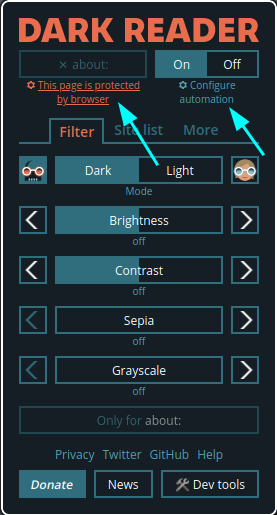 DARK READER
× about:
On Off
This page is protected
by browser
Configure
automation
Filter Site list More
Dark Light
Mode
Brightness
off
Contrast
off
Sepia
off
Grayscale
off
Only for about:
Privacy Twitter GitHub Help
Donate News Dev tools